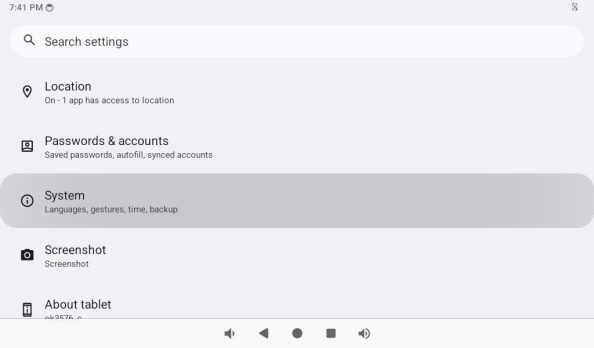 7:41 PM
Search settings
Location
On - 1 app has access to location
Passwords & accounts
Saved passwords, autofill, synced accounts
System
Languages, gestures, time, backup
Screenshot
Screenshot
About tablet